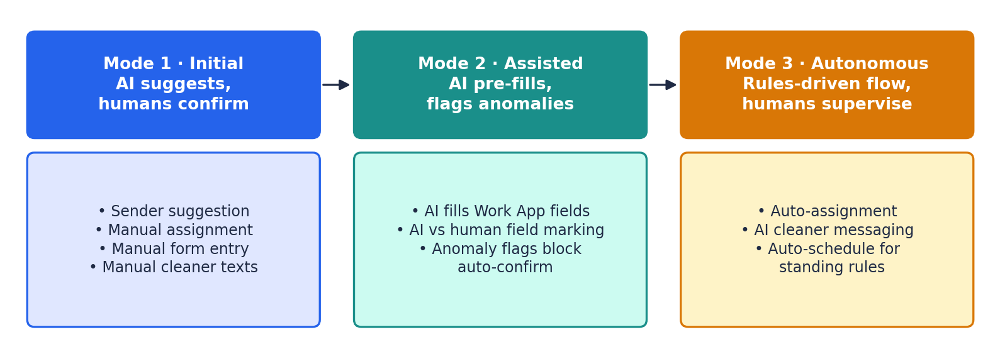 Mode 1 · Initial
AI suggests,
humans confirm
• Sender suggestion
• Manual assignment
• Manual form entry
• Manual cleaner texts
Mode 2 · Assisted
AI pre-fills,
flags anomalies
• AI fills Work App fields
• AI vs human field marking
• Anomaly flags block
auto-confirm
Mode 3 · Autonomous
Rules-driven flow,
humans supervise
• Auto-assignment
• AI cleaner messaging
• Auto-schedule for
standing rules